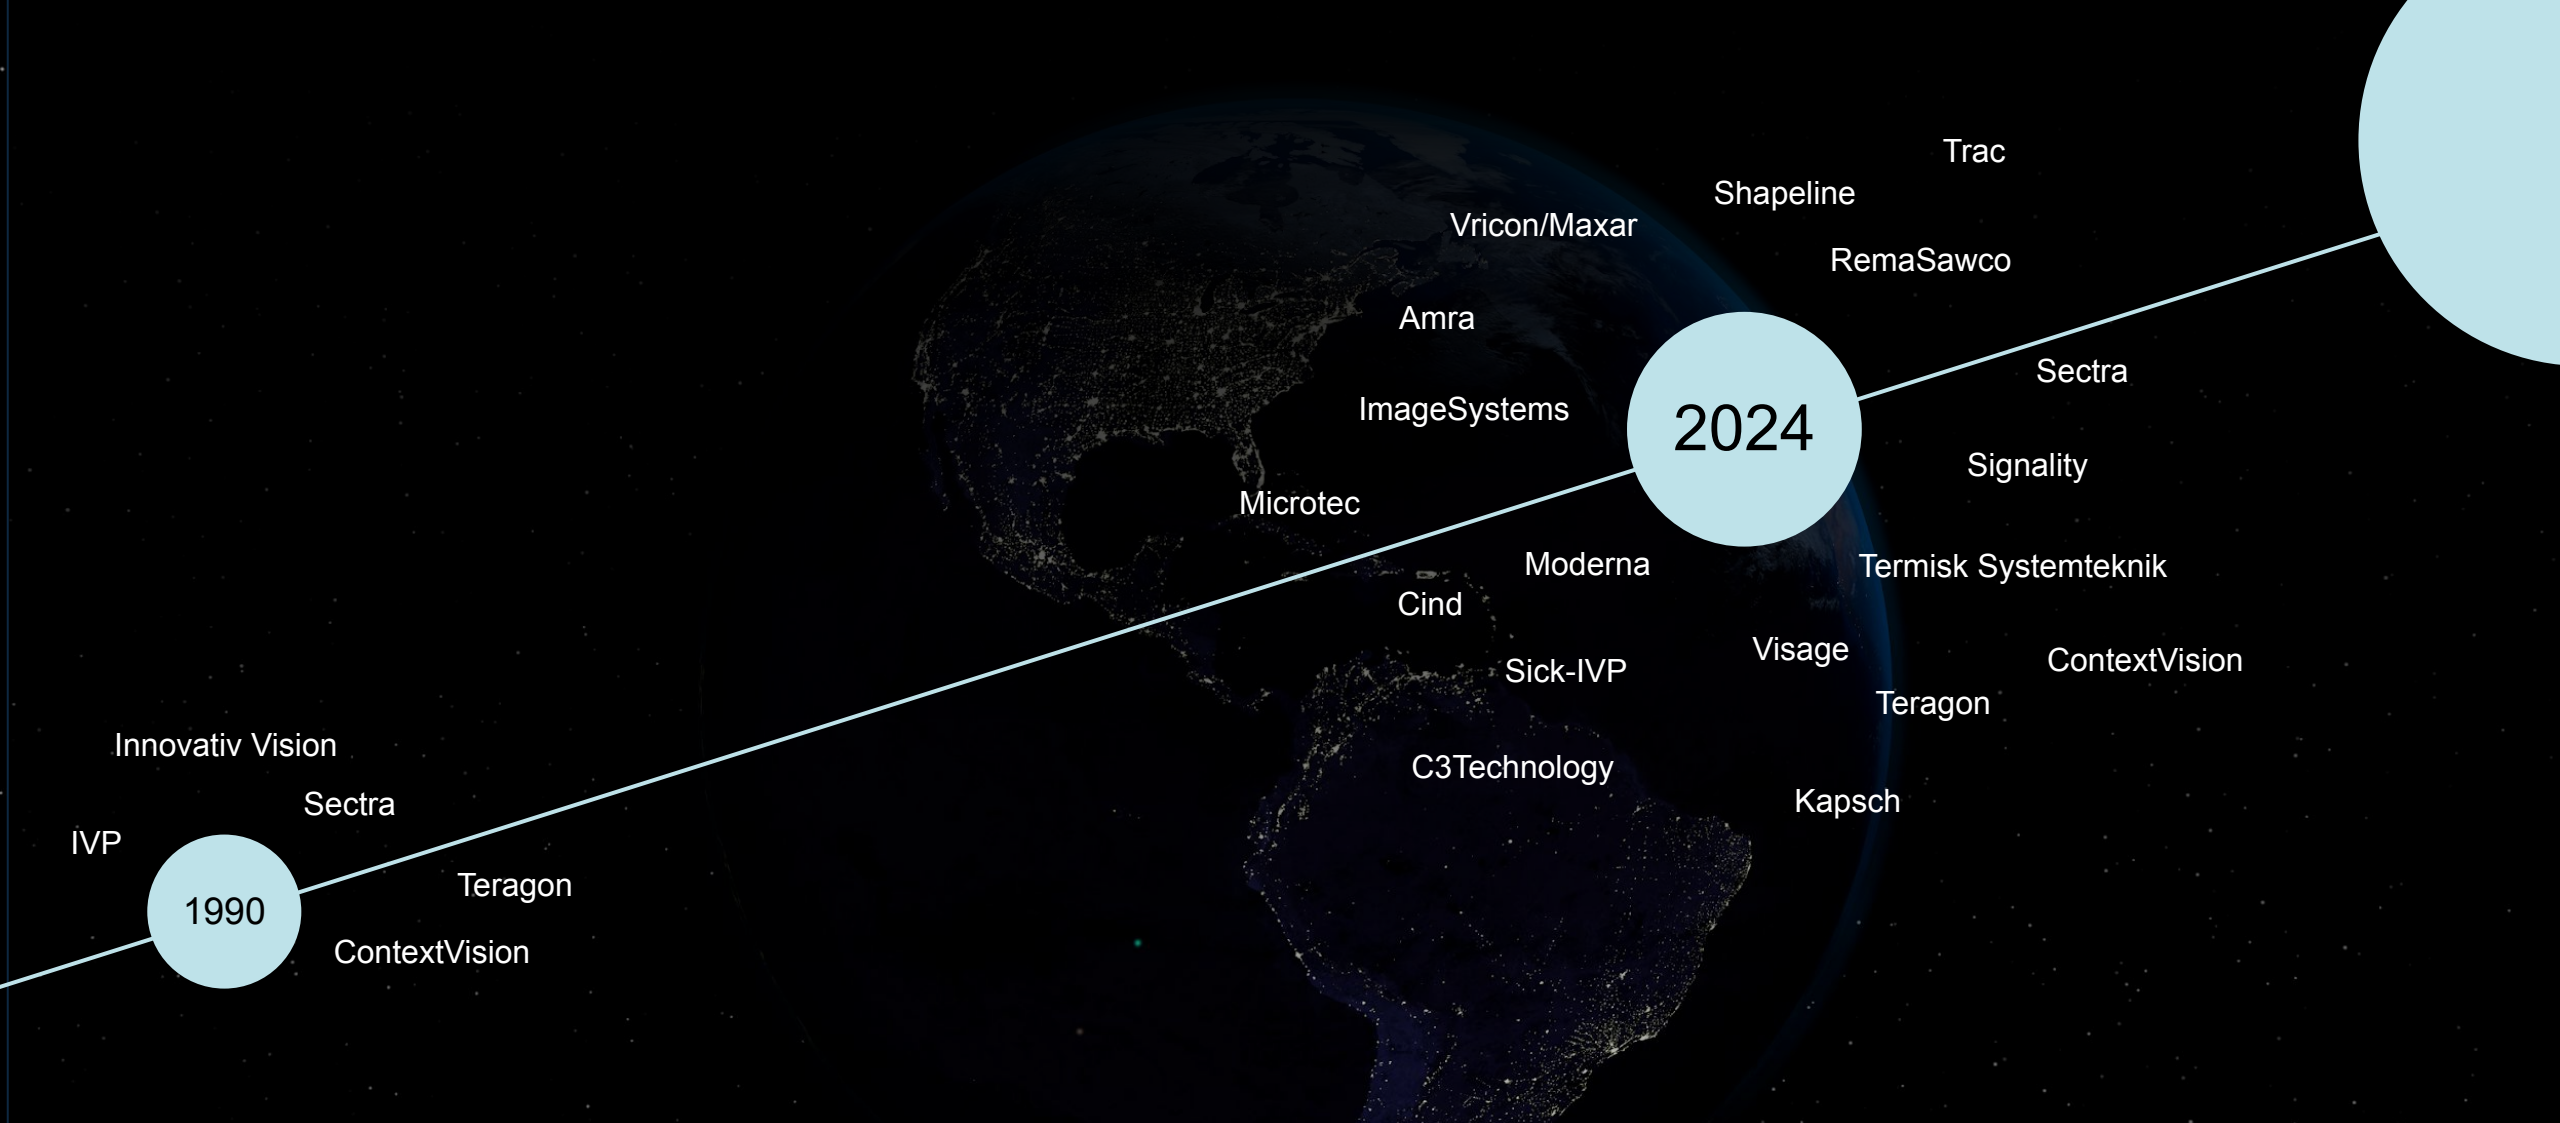 Trac
Shapeline
Vricon/Maxar
RemaSawco
Amra
Sectra
ImageSystems
2024
Signality
Microtec
Moderna
Termisk Systemteknik
Cind
Visage
ContextVision
Sick-IVP
Teragon
Innovativ Vision
C3Technology
Kapsch
Sectra
IVP
Teragon
1990
ContextVision